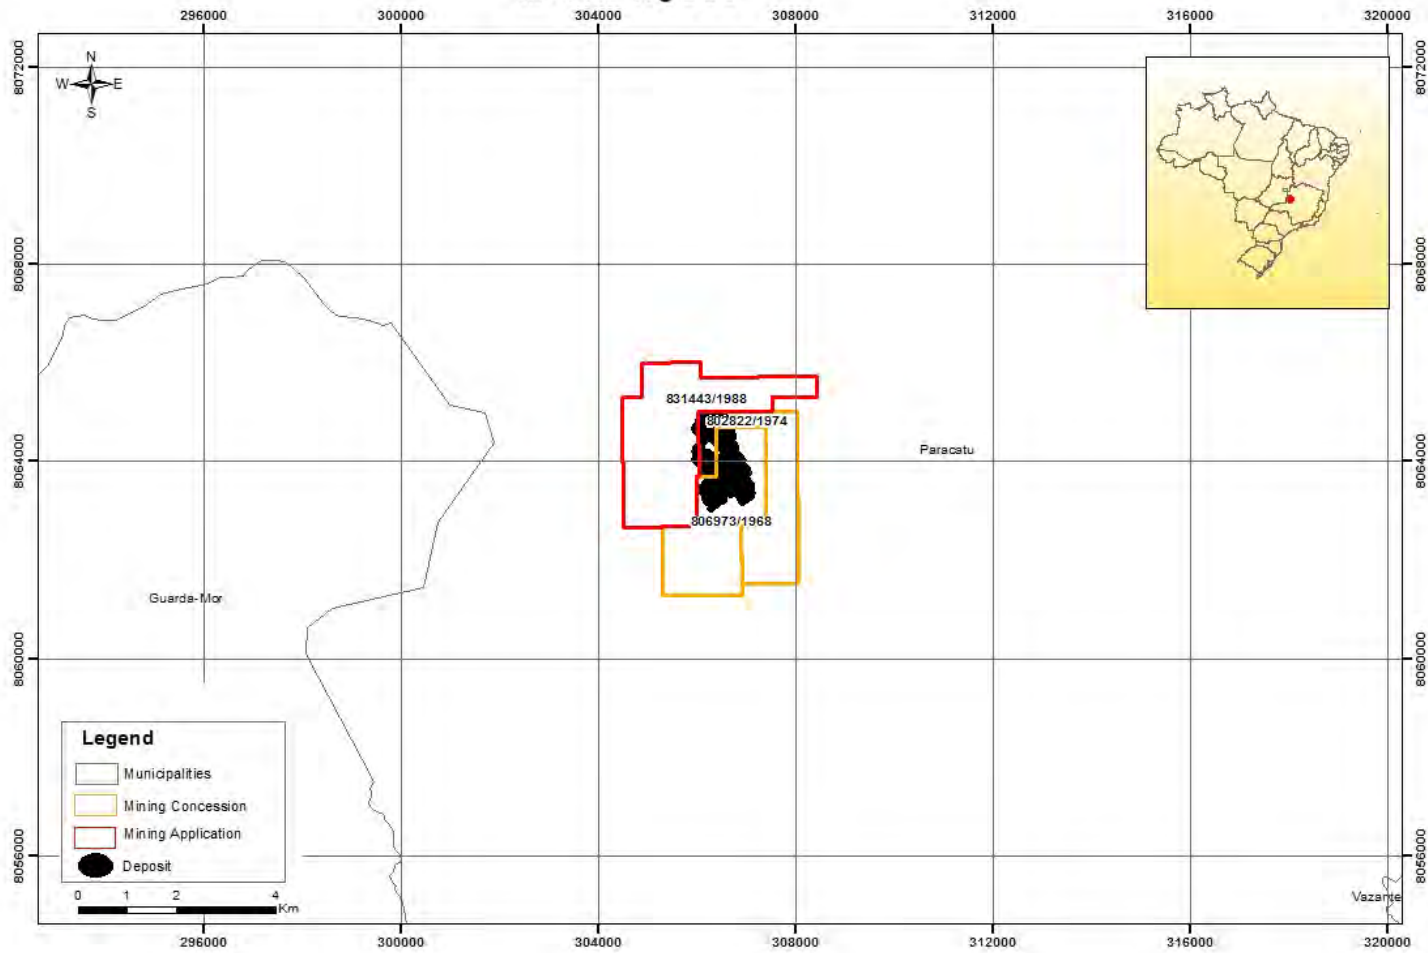 296000 300000 304000 308000 312000 316000 320000
8072000 8072000
N
W E
S
8068000 8068000
831443/1988
802822/1974
8064000 Paracatu 8064000
806973/1968
Guarda-Mor
8060000 8060000
Legend
Municipalities
Mining Concession
Mining Application
Deposit
8056000 8056000
0 1 2 4
Km
Vazante
296000 300000 304000 308000 312000 316000 320000